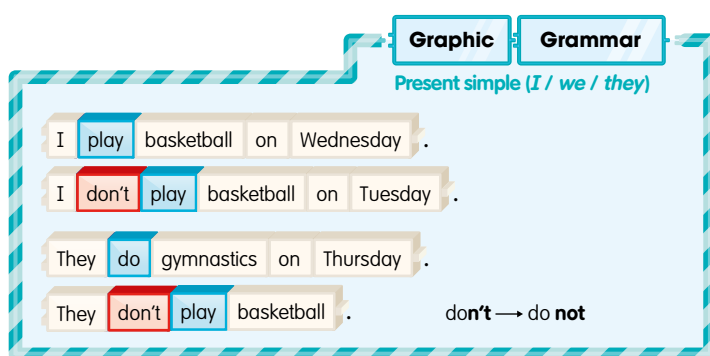 Graphic Grammar
Present simple (I / we / they)
I play basketball on Wednesday.
I don't play basketball on Tuesday.
They do gymnastics on Thursday.
They don't play basketball.
don't → do not